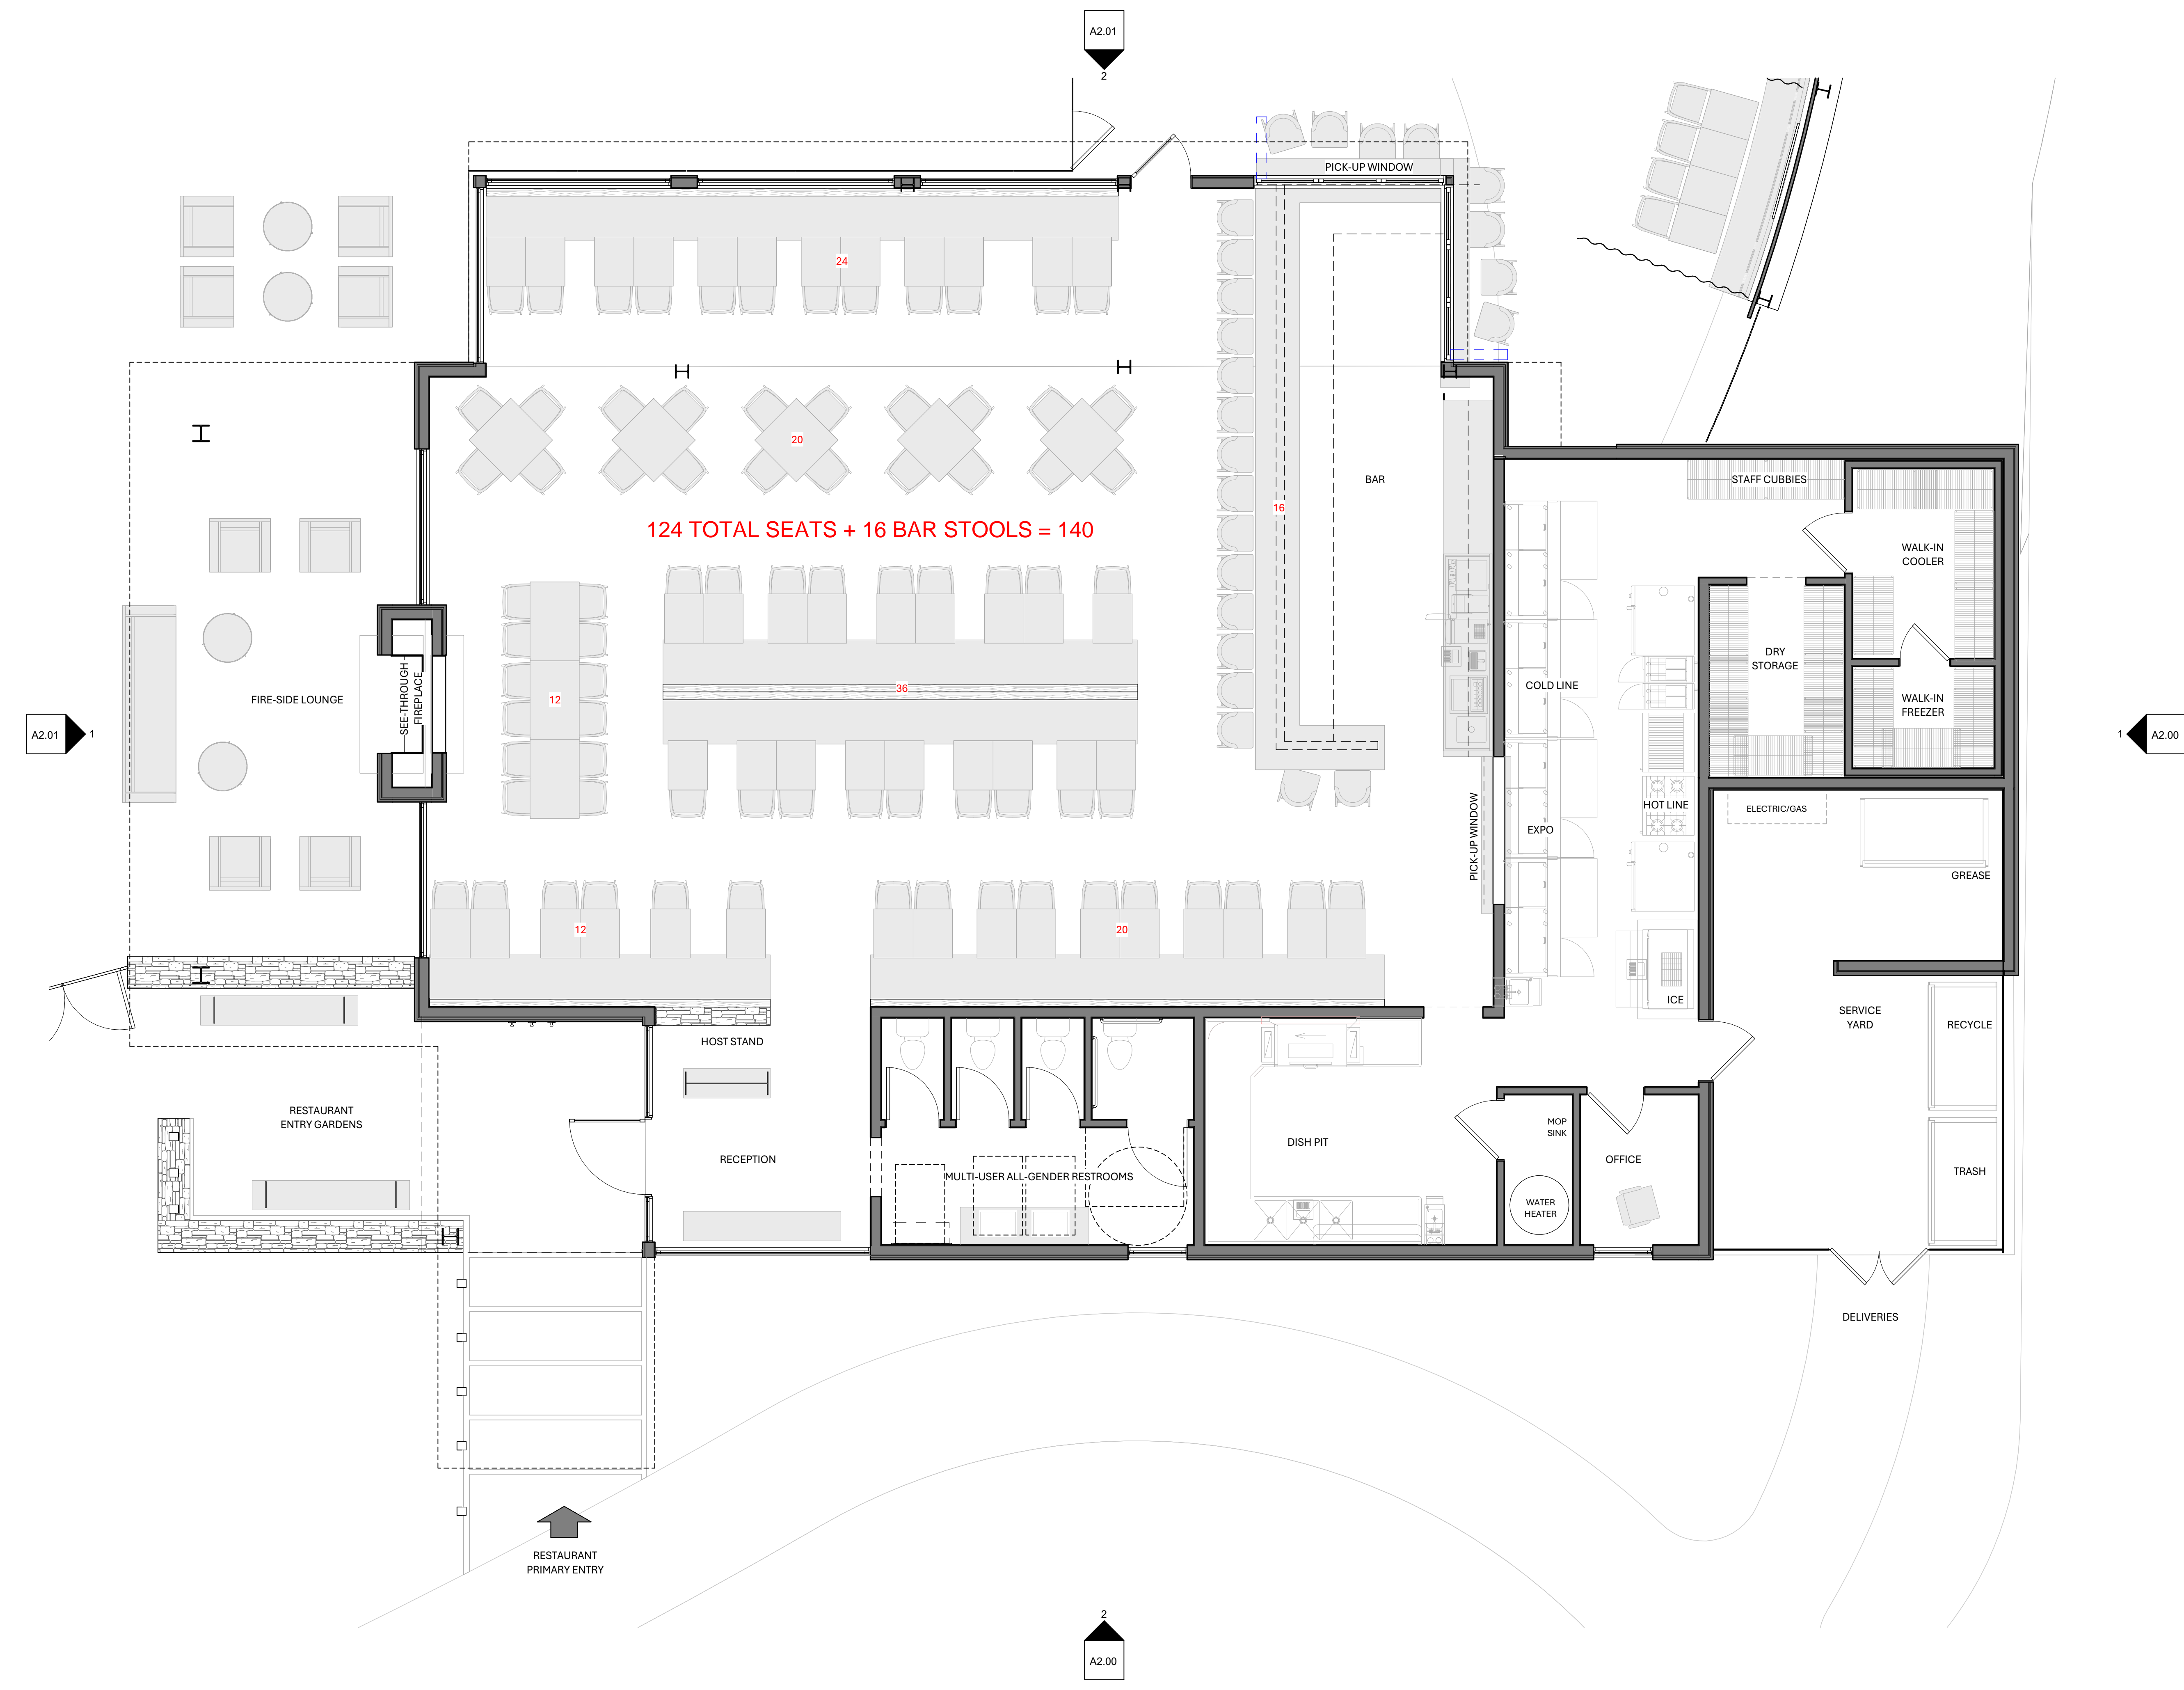 A2.01
2
PICK-UP WINDOW
24
20
BAR
STAFF CUBBIES
16
124 TOTAL SEATS + 16 BAR STOOLS = 140
WALK-IN
COOLER
DRY
STORAGE
COLD LINE
36
12
FIRE-SIDE LOUNGE
SEE-THROUGH
FIREPLACE
WALK-IN
FREEZER
A2.01
1
1
A2.00
HOT LINE
ELECTRIC/GAS
EXPO
PICK-UP WINDOW
GREASE
12
20
ICE
SERVICE
YARD
RECYCLE
HOST STAND
RESTAURANT
ENTRY GARDENS
MOP
SINK
DISH PIT
RECEPTION
OFFICE
MULTI-USER ALL-GENDER RESTROOMS
TRASH
WATER
HEATER
DELIVERIES
RESTAURANT
PRIMARY ENTRY
2
A2.00